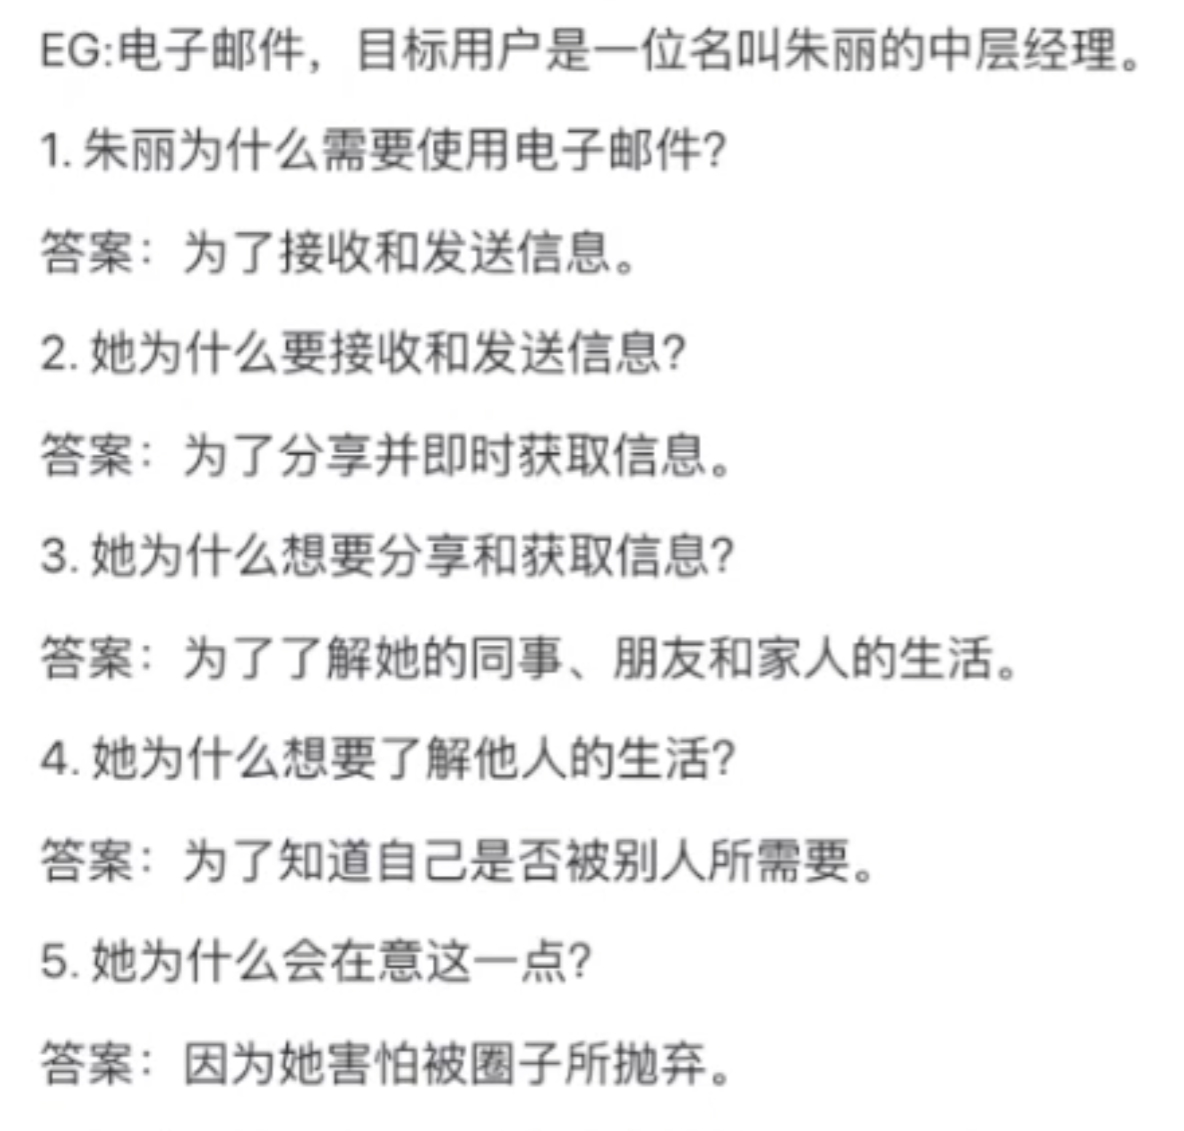 EG:电子邮件，目标用户是一位名叫朱丽的中层经理。
1. 朱丽为什么需要使用电子邮件?
答案：为了接收和发送信息。
2. 她为什么要接收和发送信息?
答案：为了分享并即时获取信息。
3. 她为什么想要分享和获取信息?
答案：为了了解她的同事、朋友和家人的生活。
4. 她为什么想要了解他人的生活?
答案：为了知道自己是否被别人所需要。
5. 她为什么会在意这一点?
答案：因为她害怕被圈子所抛弃。